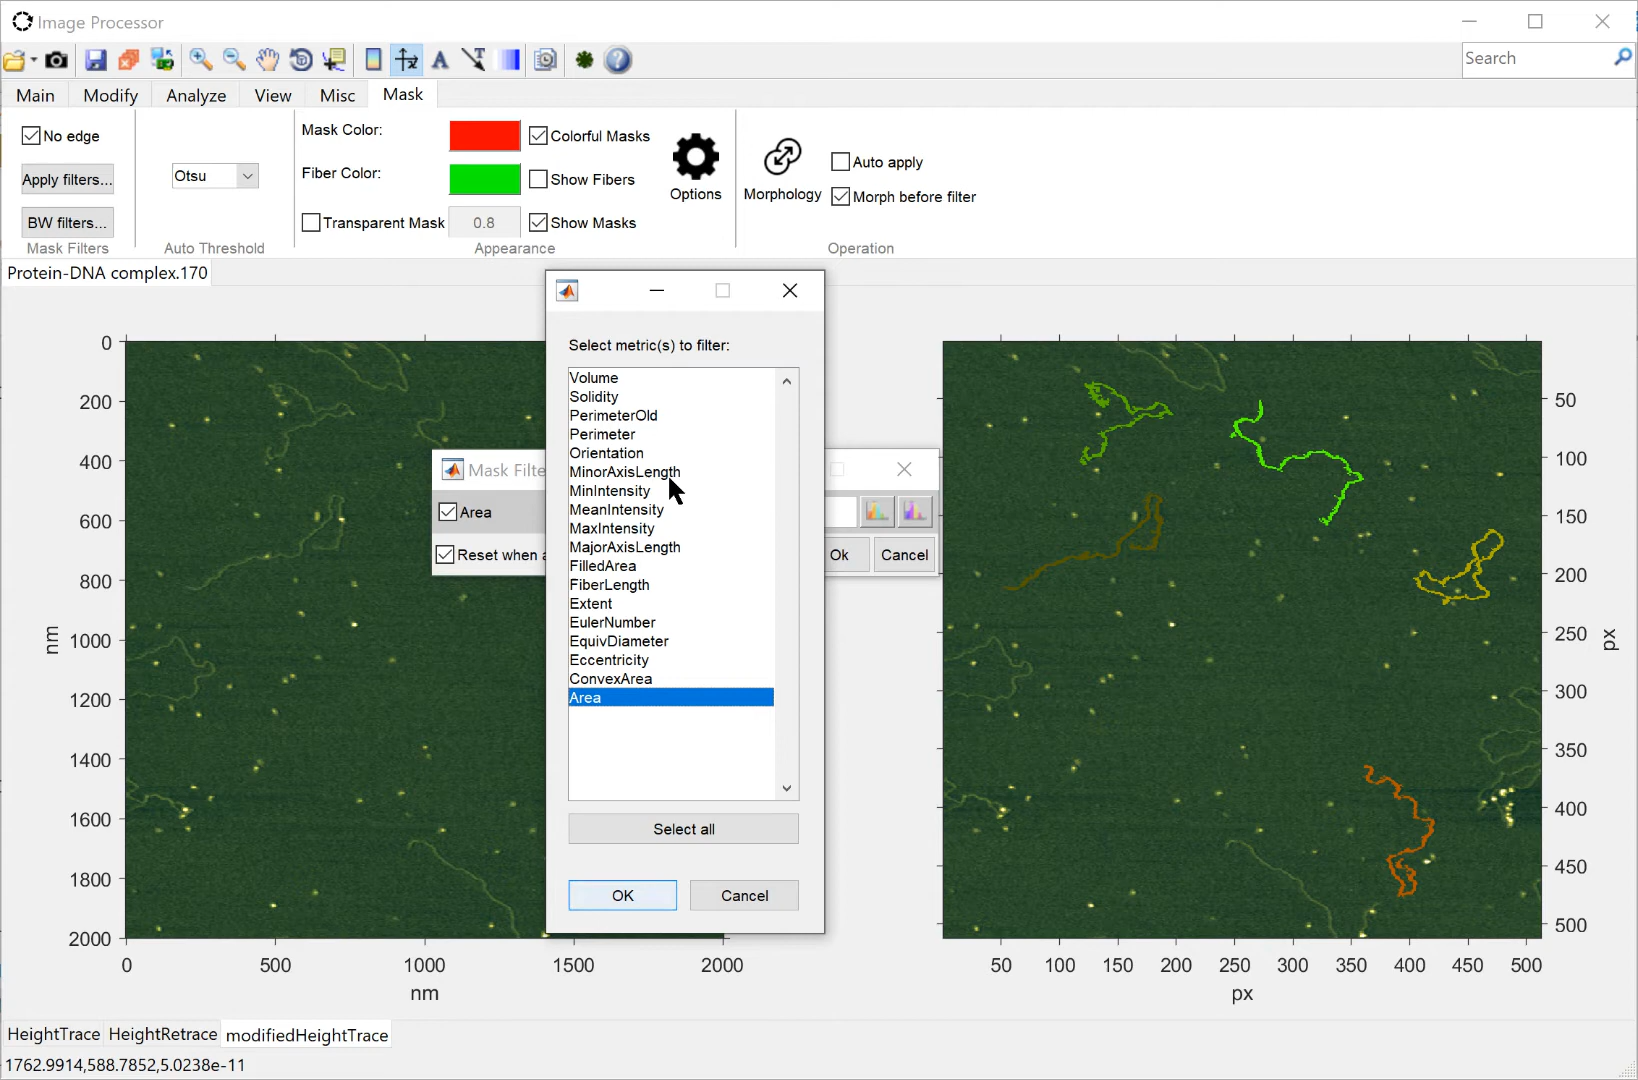 Image Processor
Search
Main Modify Analyze View Misc Mask
No edge
Apply filters...
BW filters...
Mask Filters
Otsu
Auto Threshold
Mask Color:
Colorful Masks
Fiber Color:
Show Fibers
Transparent Mask 0.8
Show Masks
Appearance
Options
Morphology
Auto apply
Morph before filter
Operation
Protein-DNA complex.170
Select metric(s) to filter:
Volume
Solidity
PerimeterOld
Perimeter
Orientation
MinorAxisLength
MinIntensity
MeanIntensity
MaxIntensity
MajorAxisLength
FilledArea
FiberLength
Extent
EulerNumber
EquivDiameter
Eccentricity
ConvexArea
Area
Select all
OK Cancel
Mask Filte
Area
Reset when a
Ok Cancel
0
200
400
600
800
1000
1200
1400
1600
1800
2000
nm
0 500 1000 1500 2000
nm
50
100
150
200
250
300
350
400
450
500
px
50 100 150 200 250 300 350 400 450 500
px
HeightTrace HeightRetrace modifiedHeightTrace
1762.9914,588.7852,5.0238e-11